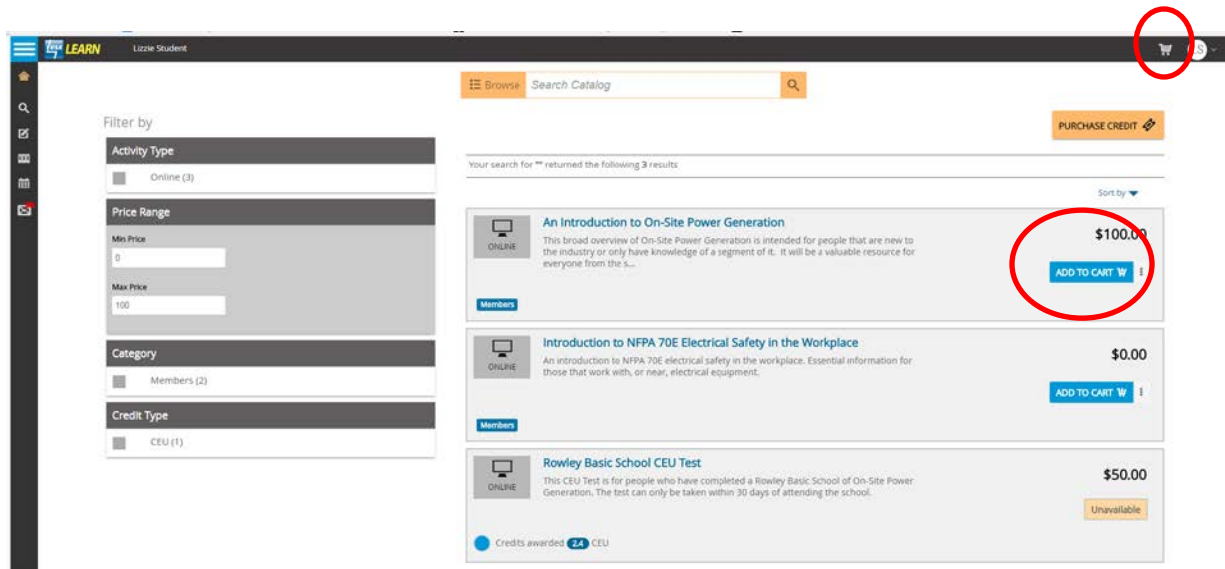 LEARN
Lizzie Student
Browse
Search Catalog
Filter by
PURCHASE CREDIT
Activity Type
Online (3)
Your search for "" returned the following 3 results
Sort by
Price Range
Min Price
0
Max Price
100
Category
Members (2)
Credit Type
CEU (1)
ONLINE
An Introduction to On-Site Power Generation
This broad overview of On-Site Power Generation is intended for people that are new to
the industry or only have knowledge of a segment of it. It will be a valuable resource for
everyone from the s...
Members
$100.00
ADD TO CART
ONLINE
Introduction to NFPA 70E Electrical Safety in the Workplace
An introduction to NFPA 70E electrical safety in the workplace. Essential information for
those that work with, or near, electrical equipment.
Members
$0.00
ADD TO CART
ONLINE
Rowley Basic School CEU Test
This CEU Test is for people who have completed a Rowley Basic School of On-Site Power
Generation. The test can only be taken within 30 days of attending the school.
$50.00
Unavailable
Credits awarded 2.4 CEU